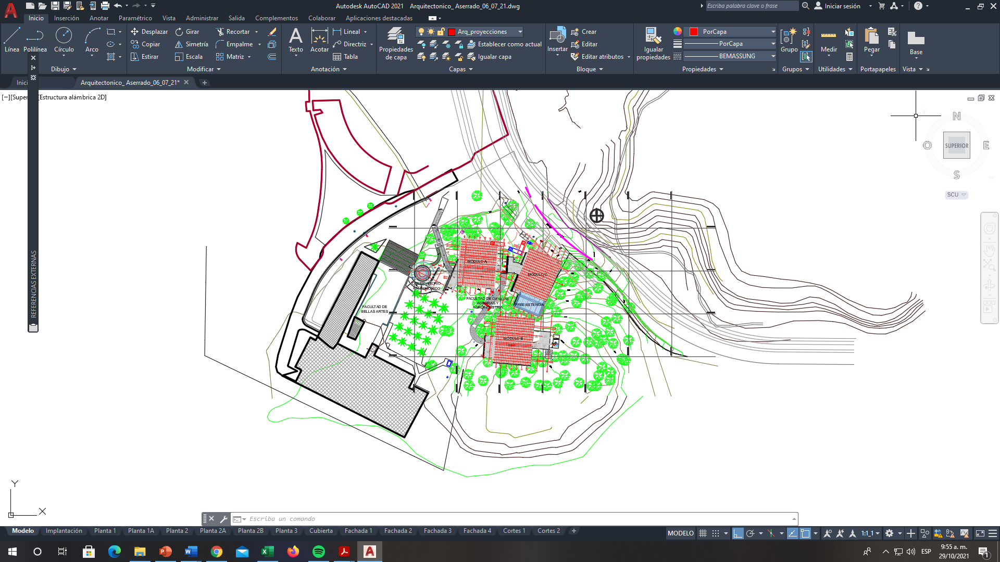 Autodesk AutoCAD 2021    Arquitectonico_ Aserrado_06_07_21.dwg
Escriba palabra clave o frase
Iniciar sesión
Inicio Inserción Anotar Paramétrico Vista Administrar Salida Complementos Colaborar Aplicaciones destacadas
Línea Polilínea Círculo Arco
Desplazar Girar Recortar
Copiar Simetría Empalme
Estirar Escala Matriz
Texto Acotar
Lineal
Directriz
Tabla
Propiedades de capa
Arq_proyecciones
Establecer como actual
Igualar capa
Insertar
Crear
Editar
Editar atributos
Igualar propiedades
PorCapa
PorCapa
BEMASSUNG
Grupo
Medir
Pegar
Base
Dibujo Modificar Anotación Capas Bloque Propiedades Grupos Utilidades Portapapeles Vista
Inici
Arquitectonico_ Aserrado_06_07_21*
[−][Super
[Estructura alámbrica 2D]
REFERENCIAS EXTERNAS
N
O
SUPERIOR
E
S
SCU
MODULO A
MODULO C
OBSERVATORIO
ASTRONOMICO
FACULTAD DE
BELLAS ARTES
FACULTAD DE CIENCIAS
AGRARIAS Y
AGROINDUSTRIA
PREEXISTENCIA
MODULO B
Y
X
Escriba un comando
Modelo Implantación Planta 1 Planta 1A Planta 2 Planta 2A Planta 2B Planta 3 Cubierta Fachada 1 Fachada 2 Fachada 3 Fachada 4 Cortes 1 Cortes 2
MODELO
1:1_1
ESP
9:55 a. m.
29/10/2021
1